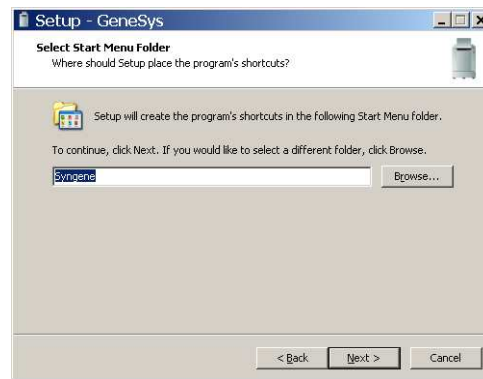 Setup - GeneSys
Select Start Menu Folder
Where should Setup place the program's shortcuts?
Setup will create the program's shortcuts in the following Start Menu folder.
To continue, click Next. If you would like to select a different folder, click Browse.
Syngene
Browse...
< Back
Next >
Cancel